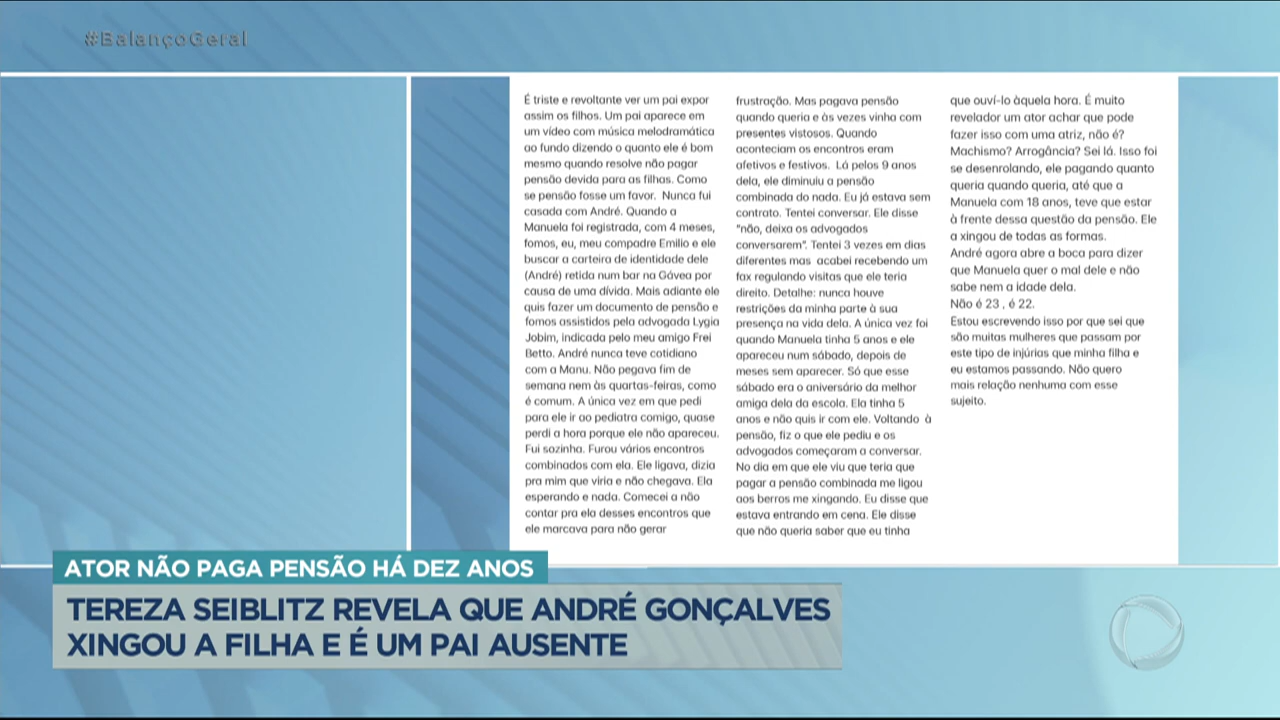 #BalançoGeral
É triste e revoltante ver um pai expor
assim os filhos. Um pai aparece em
um vídeo com música melodramática
ao fundo dizendo o quanto ele é bom
mesmo quando resolve não pagar
pensão devida para as filhas. Como
se pensão fosse um favor.  Nunca fui
casada com André. Quando a
Manuela foi registrada, com 4 meses,
fomos, eu, meu compadre Emilio e ele
buscar a carteira de identidade dele
(André) retida num bar na Gávea por
causa de uma dívida. Mais adiante ele
quis fazer um documento de pensão e
fomos assistidos pela advogada Lygia
Jobim, indicada pelo meu amigo Frei
Betto. André nunca teve cotidiano
com a Manu. Não pegava fim de
semana nem às quartas-feiras, como
é comum. A única vez em que pedi
para ele ir ao pediatra comigo, quase
perdi a hora porque ele não apareceu.
Fui sozinha. Furou vários encontros
combinados com ela. Ele ligava, dizia
pra mim que viria e não chegava. Ela
esperando e nada. Comecei a não
contar pra ela desses encontros que
ele marcava para não gerar
frustração. Mas pagava pensão
quando queria e às vezes vinha com
presentes vistosos. Quando
aconteciam os encontros eram
afetivos e festivos.  Lá pelos 9 anos
dela, ele diminuiu a pensão
combinada do nada. Eu já estava sem
contrato. Tentei conversar. Ele disse
"não, deixa os advogados
conversarem". Tentei 3 vezes em dias
diferentes mas  acabei recebendo um
fax regulando visitas que ele teria
direito. Detalhe: nunca houve
restrições da minha parte à sua
presença na vida dela. A única vez foi
quando Manuela tinha 5 anos e ele
apareceu num sábado, depois de
meses sem aparecer. Só que esse
sábado era o aniversário da melhor
amiga dela da escola. Ela tinha 5
anos e não quis ir com ele. Voltando  à
pensão, fiz o que ele pediu e os
advogados começaram a conversar.
No dia em que ele viu que teria que
pagar a pensão combinada me ligou
aos berros me xingando. Eu disse que
estava entrando em cena. Ele disse
que não queria saber que eu tinha
que ouví-lo àquela hora. É muito
revelador um ator achar que pode
fazer isso com uma atriz, não é?
Machismo? Arrogância? Sei lá. Isso foi
se desenrolando, ele pagando quanto
queria quando queria, até que a
Manuela com 18 anos, teve que estar
à frente dessa questão da pensão. Ele
a xingou de todas as formas.
André agora abre a boca para dizer
que Manuela quer o mal dele e não
sabe nem a idade dela.
Não é 23 , é 22.
Estou escrevendo isso por que sei que
são muitas mulheres que passam por
este tipo de injúrias que minha filha e
eu estamos passando. Não quero
mais relação nenhuma com esse
sujeito.
ATOR NÃO PAGA PENSÃO HÁ DEZ ANOS
TEREZA SEIBLITZ REVELA QUE ANDRÉ GONÇALVES
XINGOU A FILHA E É UM PAI AUSENTE